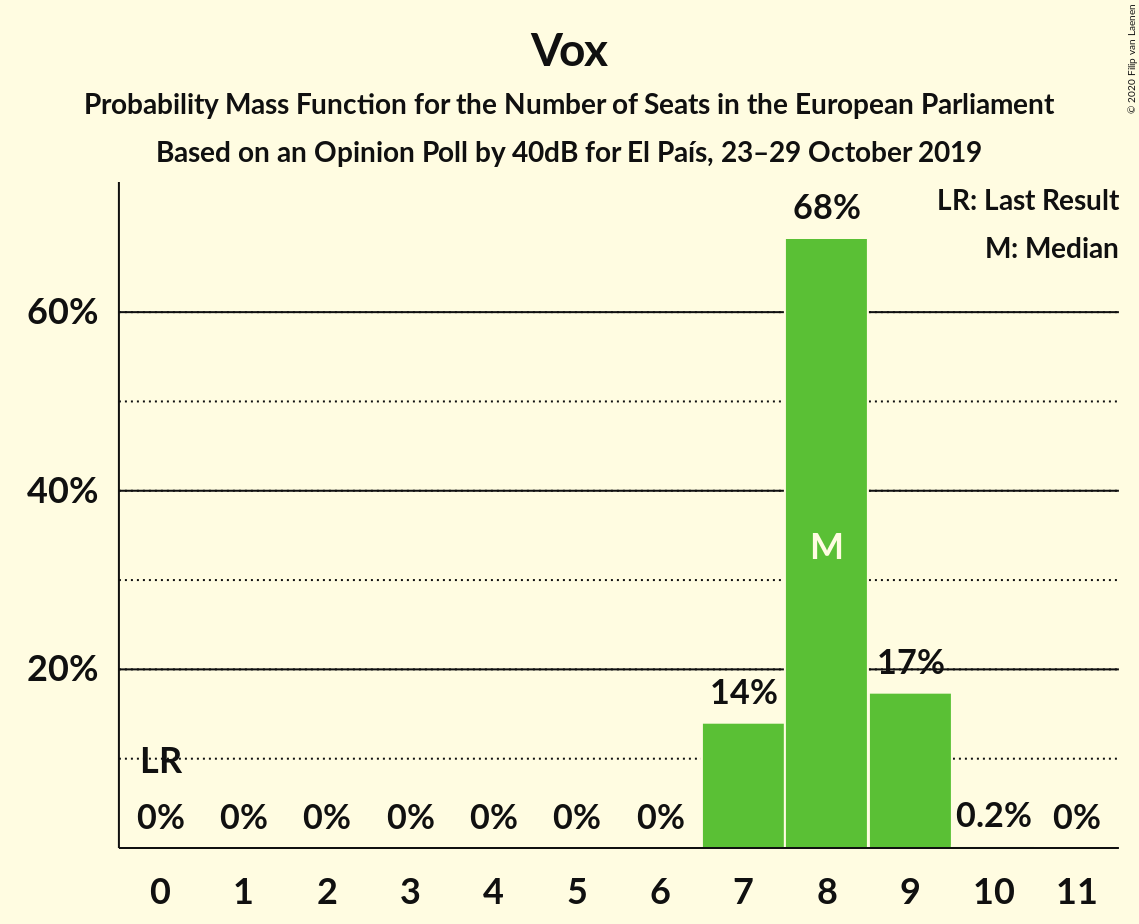 Vox
Probability Mass Function for the Number of Seats in the European Parliament
Based on an Opinion Poll by 40dB for El País, 23–29 October 2019
© 2020 Filip van Laenen
LR: Last Result
M: Median
68%
60%
40%
M
20%
17%
14%
LR
0% 0% 0% 0% 0% 0% 0% 0.2% 0%
0 1 2 3 4 5 6 7 8 9 10 11